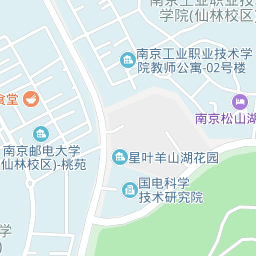 南京工业职业技术
学院(仙林校区)
南京工业职业技术学
院教师公寓-02号楼
食堂
南京松山湖
南京邮电大学
仙林校区)-桃苑
星叶羊山湖花园
国电科学
技术研究院